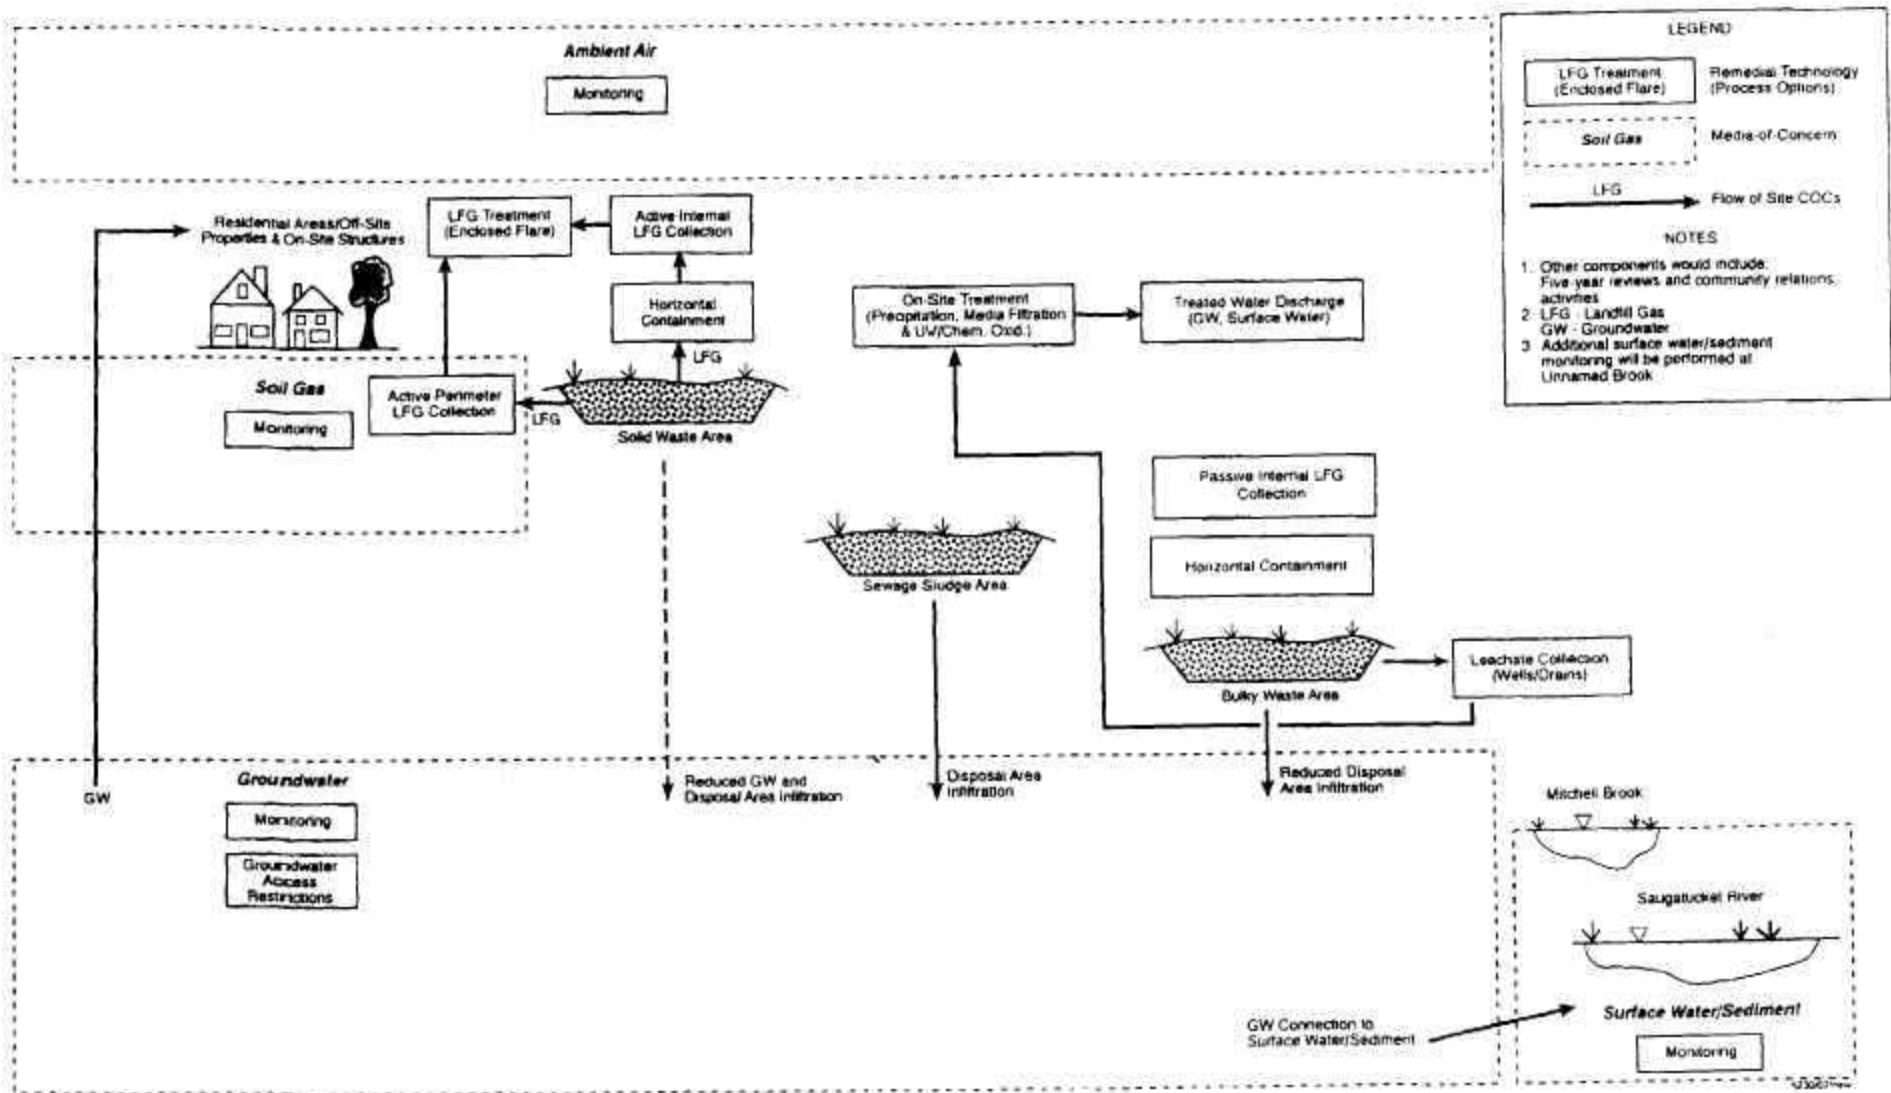 Ambient Air
Monitoring
LEGEND
LFG Treatment
(Enclosed Flare)
Remedial Technology
(Process Options)
Soil Gas
Media-of-Concern
LFG
Flow of Site COCs
NOTES
1. Other components would include:
Five-year reviews and community relations
activities
2. LFG - Landfill Gas
GW - Groundwater
3 Additional surface water/sediment
monitoring will be performed at
Unnamed Brook
Residential Areas/Off-Site
Properties & On-Site Structures
LFG Treatment
(Enclosed Flare)
Active Internal
LFG Collection
Horizontal
Containment
LFG
On-Site Treatment
(Precipitation, Media Filtration
& UV/Chem. Oxid.)
Treated Water Discharge
(GW, Surface Water)
Soil Gas
Monitoring
Active Perimeter
LFG Collection
LFG
Solid Waste Area
Passive Internal LFG
Collection
Horizontal Containment
Sewage Sludge Area
Bulky Waste Area
Leachate Collection
(Wells/Drains)
GW
Groundwater
Monitoring
Groundwater
Access
Restrictions
Reduced GW and
Disposal Area Infiltration
Disposal Area
Infiltration
Reduced Disposal
Area Infiltration
Mitchell Brook
Saugatucket River
GW Connection to
Surface Water/Sediment
Surface Water/Sediment
Monitoring